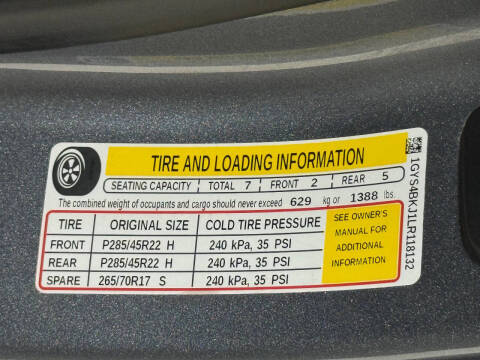 TIRE AND LOADING INFORMATION
SEATING CAPACITY TOTAL 7 FRONT 2 REAR 5
The combined weight of occupants and cargo should never exceed 629 kg or 1388 lbs.
TIRE ORIGINAL SIZE COLD TIRE PRESSURE
FRONT P285/45R22 H 240 kPa, 35 PSI
REAR P285/45R22 H 240 kPa, 35 PSI
SPARE 265/70R17 S 240 kPa, 35 PSI
SEE OWNER'S
MANUAL FOR
ADDITIONAL
INFORMATION
1GYS4BKJ1LR118132